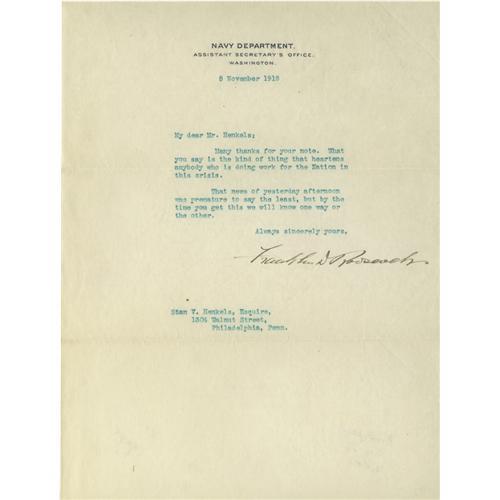 NAVY DEPARTMENT.
ASSISTANT SECRETARY'S OFFICE.
WASHINGTON.
8 November 1918
My dear Mr. Henkels;
Many thanks for your note. What
you say is the kind of thing that heartens
anybody who is doing work for the Nation in
this crisis.
That news of yesterday afternoon
was premature to say the least, but by the
time you get this we will know one way or
the other.
Always sincerely yours,
Franklin D Roosevelt
Stan V. Henkels, Esquire,
1304 Walnut Street,
Philadelphia, Penn.